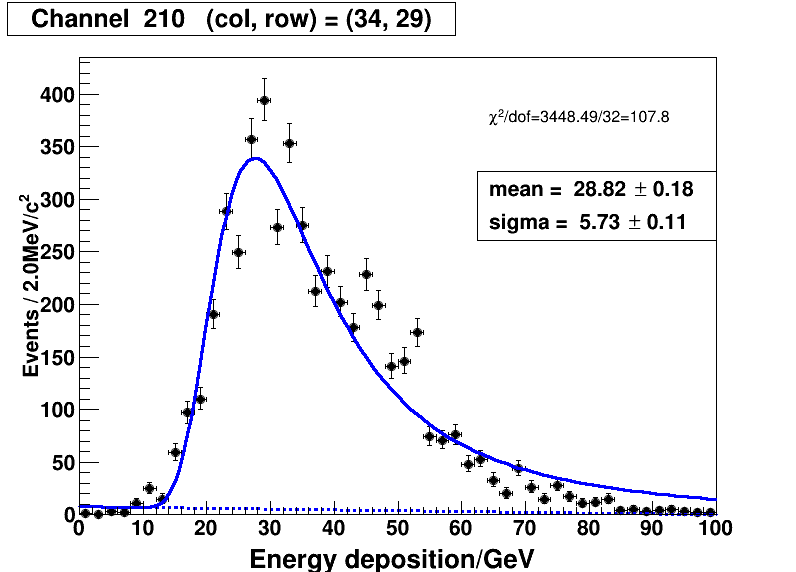 Channel 210 (col, row) = (34, 29)
χ²/dof=3448.49/32=107.8
mean = 28.82 ± 0.18
sigma = 5.73 ± 0.11
Events / 2.0MeV/c²
400
350
300
250
200
150
100
50
0
0 10 20 30 40 50 60 70 80 90 100
Energy deposition/GeV